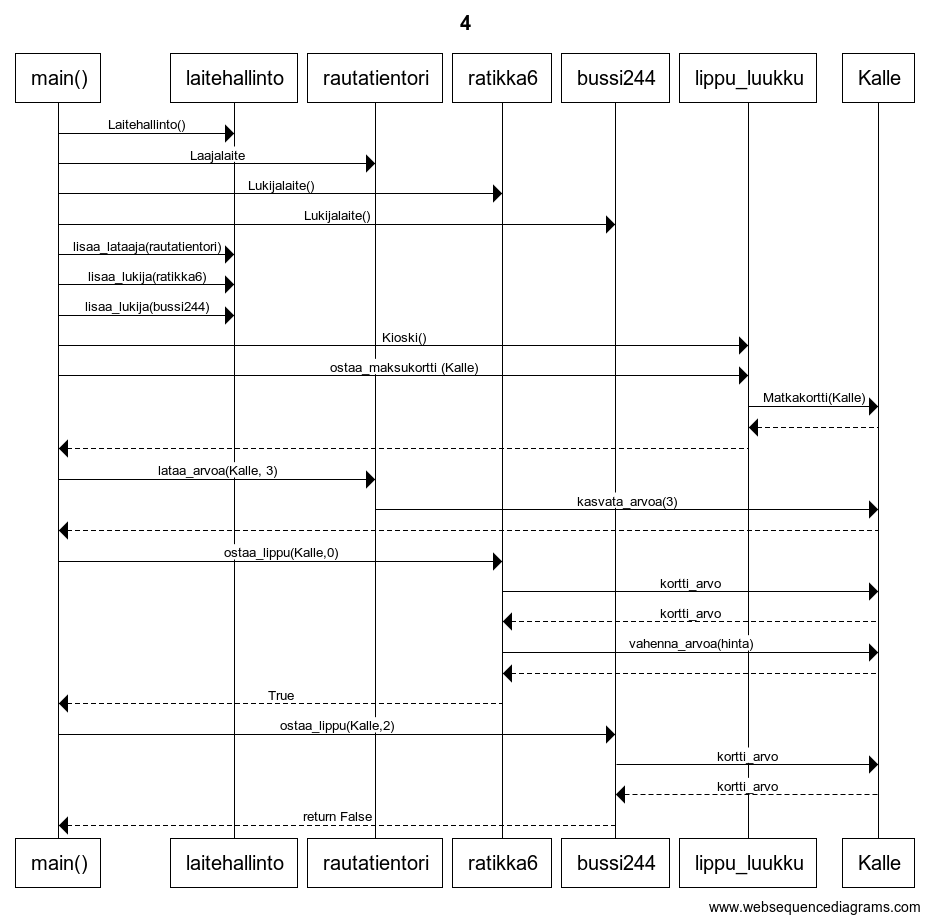 4
main() laitehallinto rautatientori ratikka6 bussi244 lippu_luukku Kalle
Laitehallinto()
Laajalaite
Lukijalaite()
Lukijalaite()
lisaa_lataaja(rautatientori)
lisaa_lukija(ratikka6)
lisaa_lukija(bussi244)
Kioski()
ostaa_maksukortti (Kalle)
Matkakortti(Kalle)
lataa_arvoa(Kalle, 3)
kasvata_arvoa(3)
ostaa_lippu(Kalle,0)
kortti_arvo
kortti_arvo
vahenna_arvoa(hinta)
True
ostaa_lippu(Kalle,2)
kortti_arvo
kortti_arvo
return False
main() laitehallinto rautatientori ratikka6 bussi244 lippu_luukku Kalle
www.websequencediagrams.com